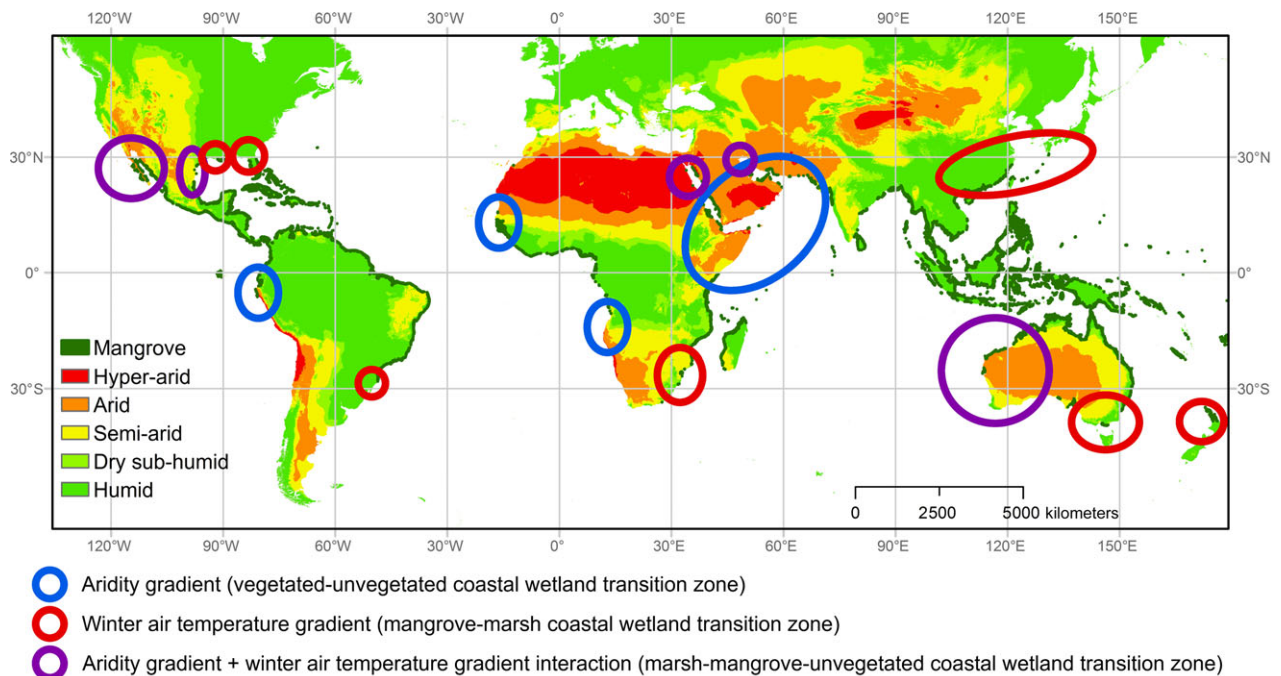 120°W 90°W 60°W 30°W 0° 30°E 60°E 90°E 120°E 150°E
30°N 30°N
0° 0°
30°S 30°S
Mangrove
Hyper-arid
Arid
Semi-arid
Dry sub-humid
Humid
0 2500 5000 kilometers
120°W 90°W 60°W 30°W 0° 30°E 60°E 90°E 120°E 150°E
Aridity gradient (vegetated-unvegetated coastal wetland transition zone)
Winter air temperature gradient (mangrove-marsh coastal wetland transition zone)
Aridity gradient + winter air temperature gradient interaction (marsh-mangrove-unvegetated coastal wetland transition zone)